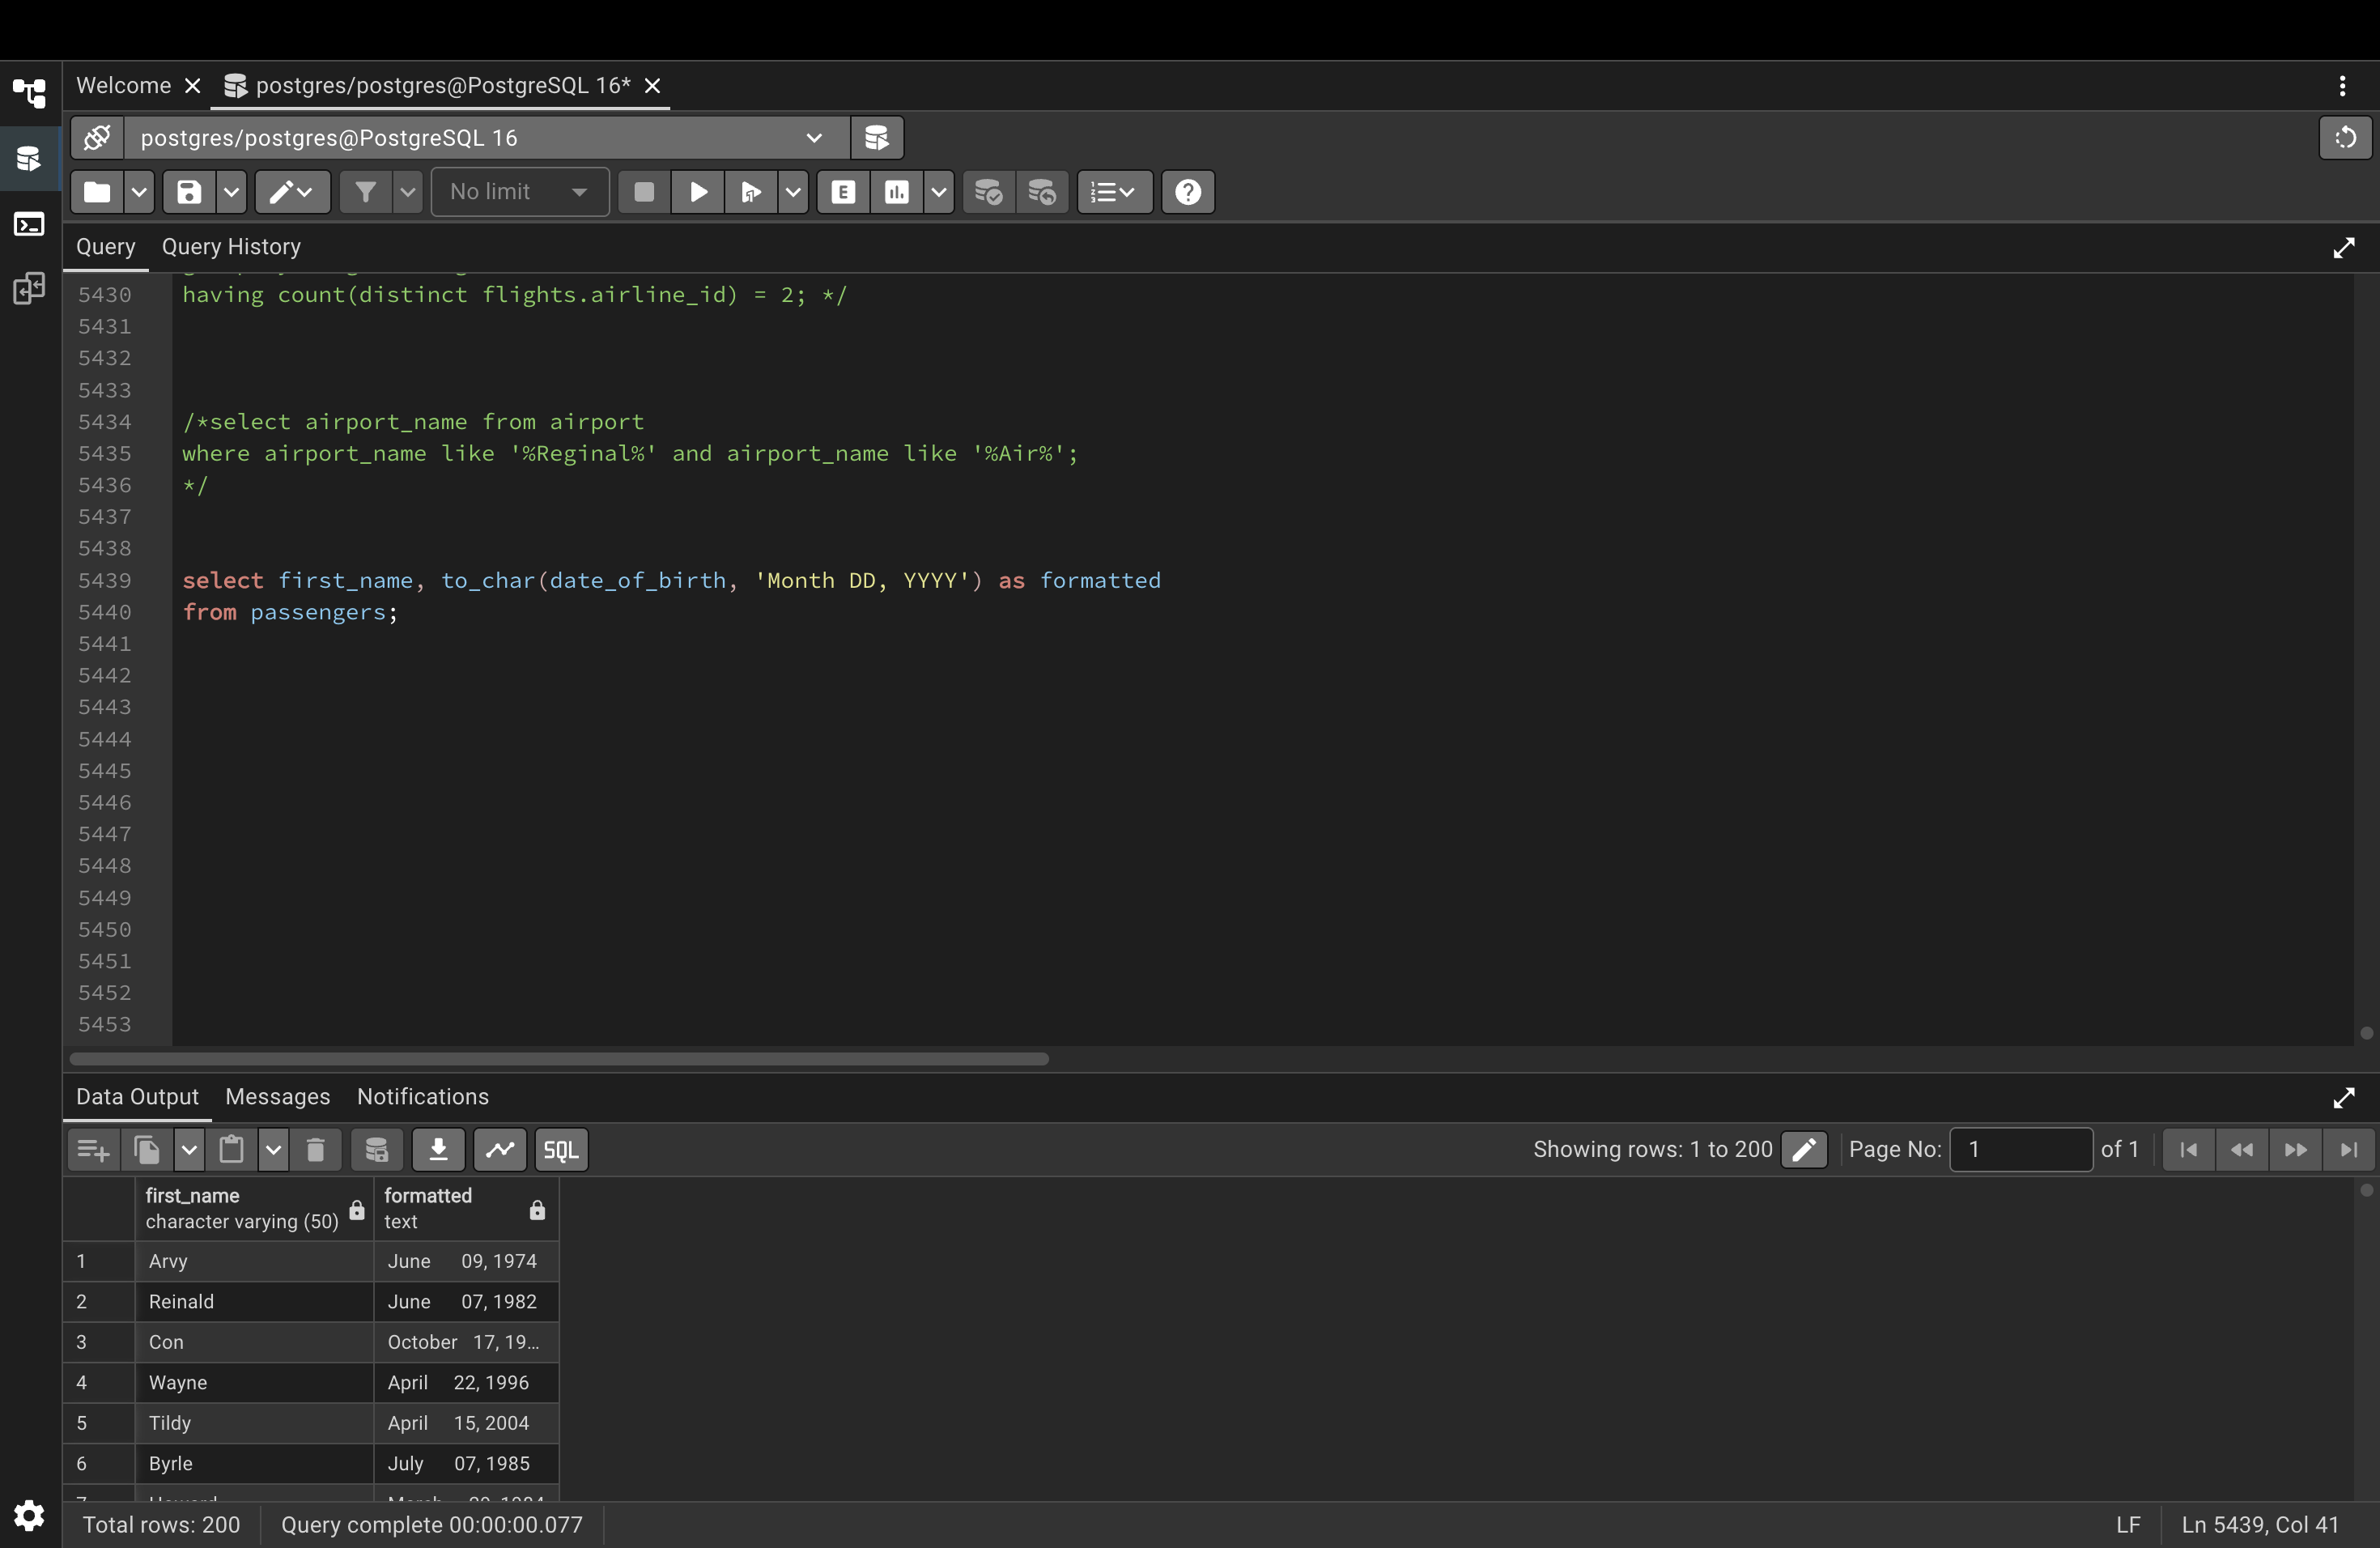 Welcome
postgres/postgres@PostgreSQL 16*
postgres/postgres@PostgreSQL 16
No limit
E
Query Query History
5430 having count(distinct flights.airline_id) = 2; */
5431
5432
5433
5434 /*select airport_name from airport
5435 where airport_name like '%Reginal%' and airport_name like '%Air%';
5436 */
5437
5438
5439 select first_name, to_char(date_of_birth, 'Month DD, YYYY') as formatted
5440 from passengers;
5441
5442
5443
5444
5445
5446
5447
5448
5449
5450
5451
5452
5453
Data Output Messages Notifications
SQL Showing rows: 1 to 200 Page No: 1 of 1
first_name formatted
character varying (50) text
1 Arvy June 09, 1974
2 Reinald June 07, 1982
3 Con October 17, 19...
4 Wayne April 22, 1996
5 Tildy April 15, 2004
6 Byrle July 07, 1985
Total rows: 200 Query complete 00:00:00.077 LF Ln 5439, Col 41